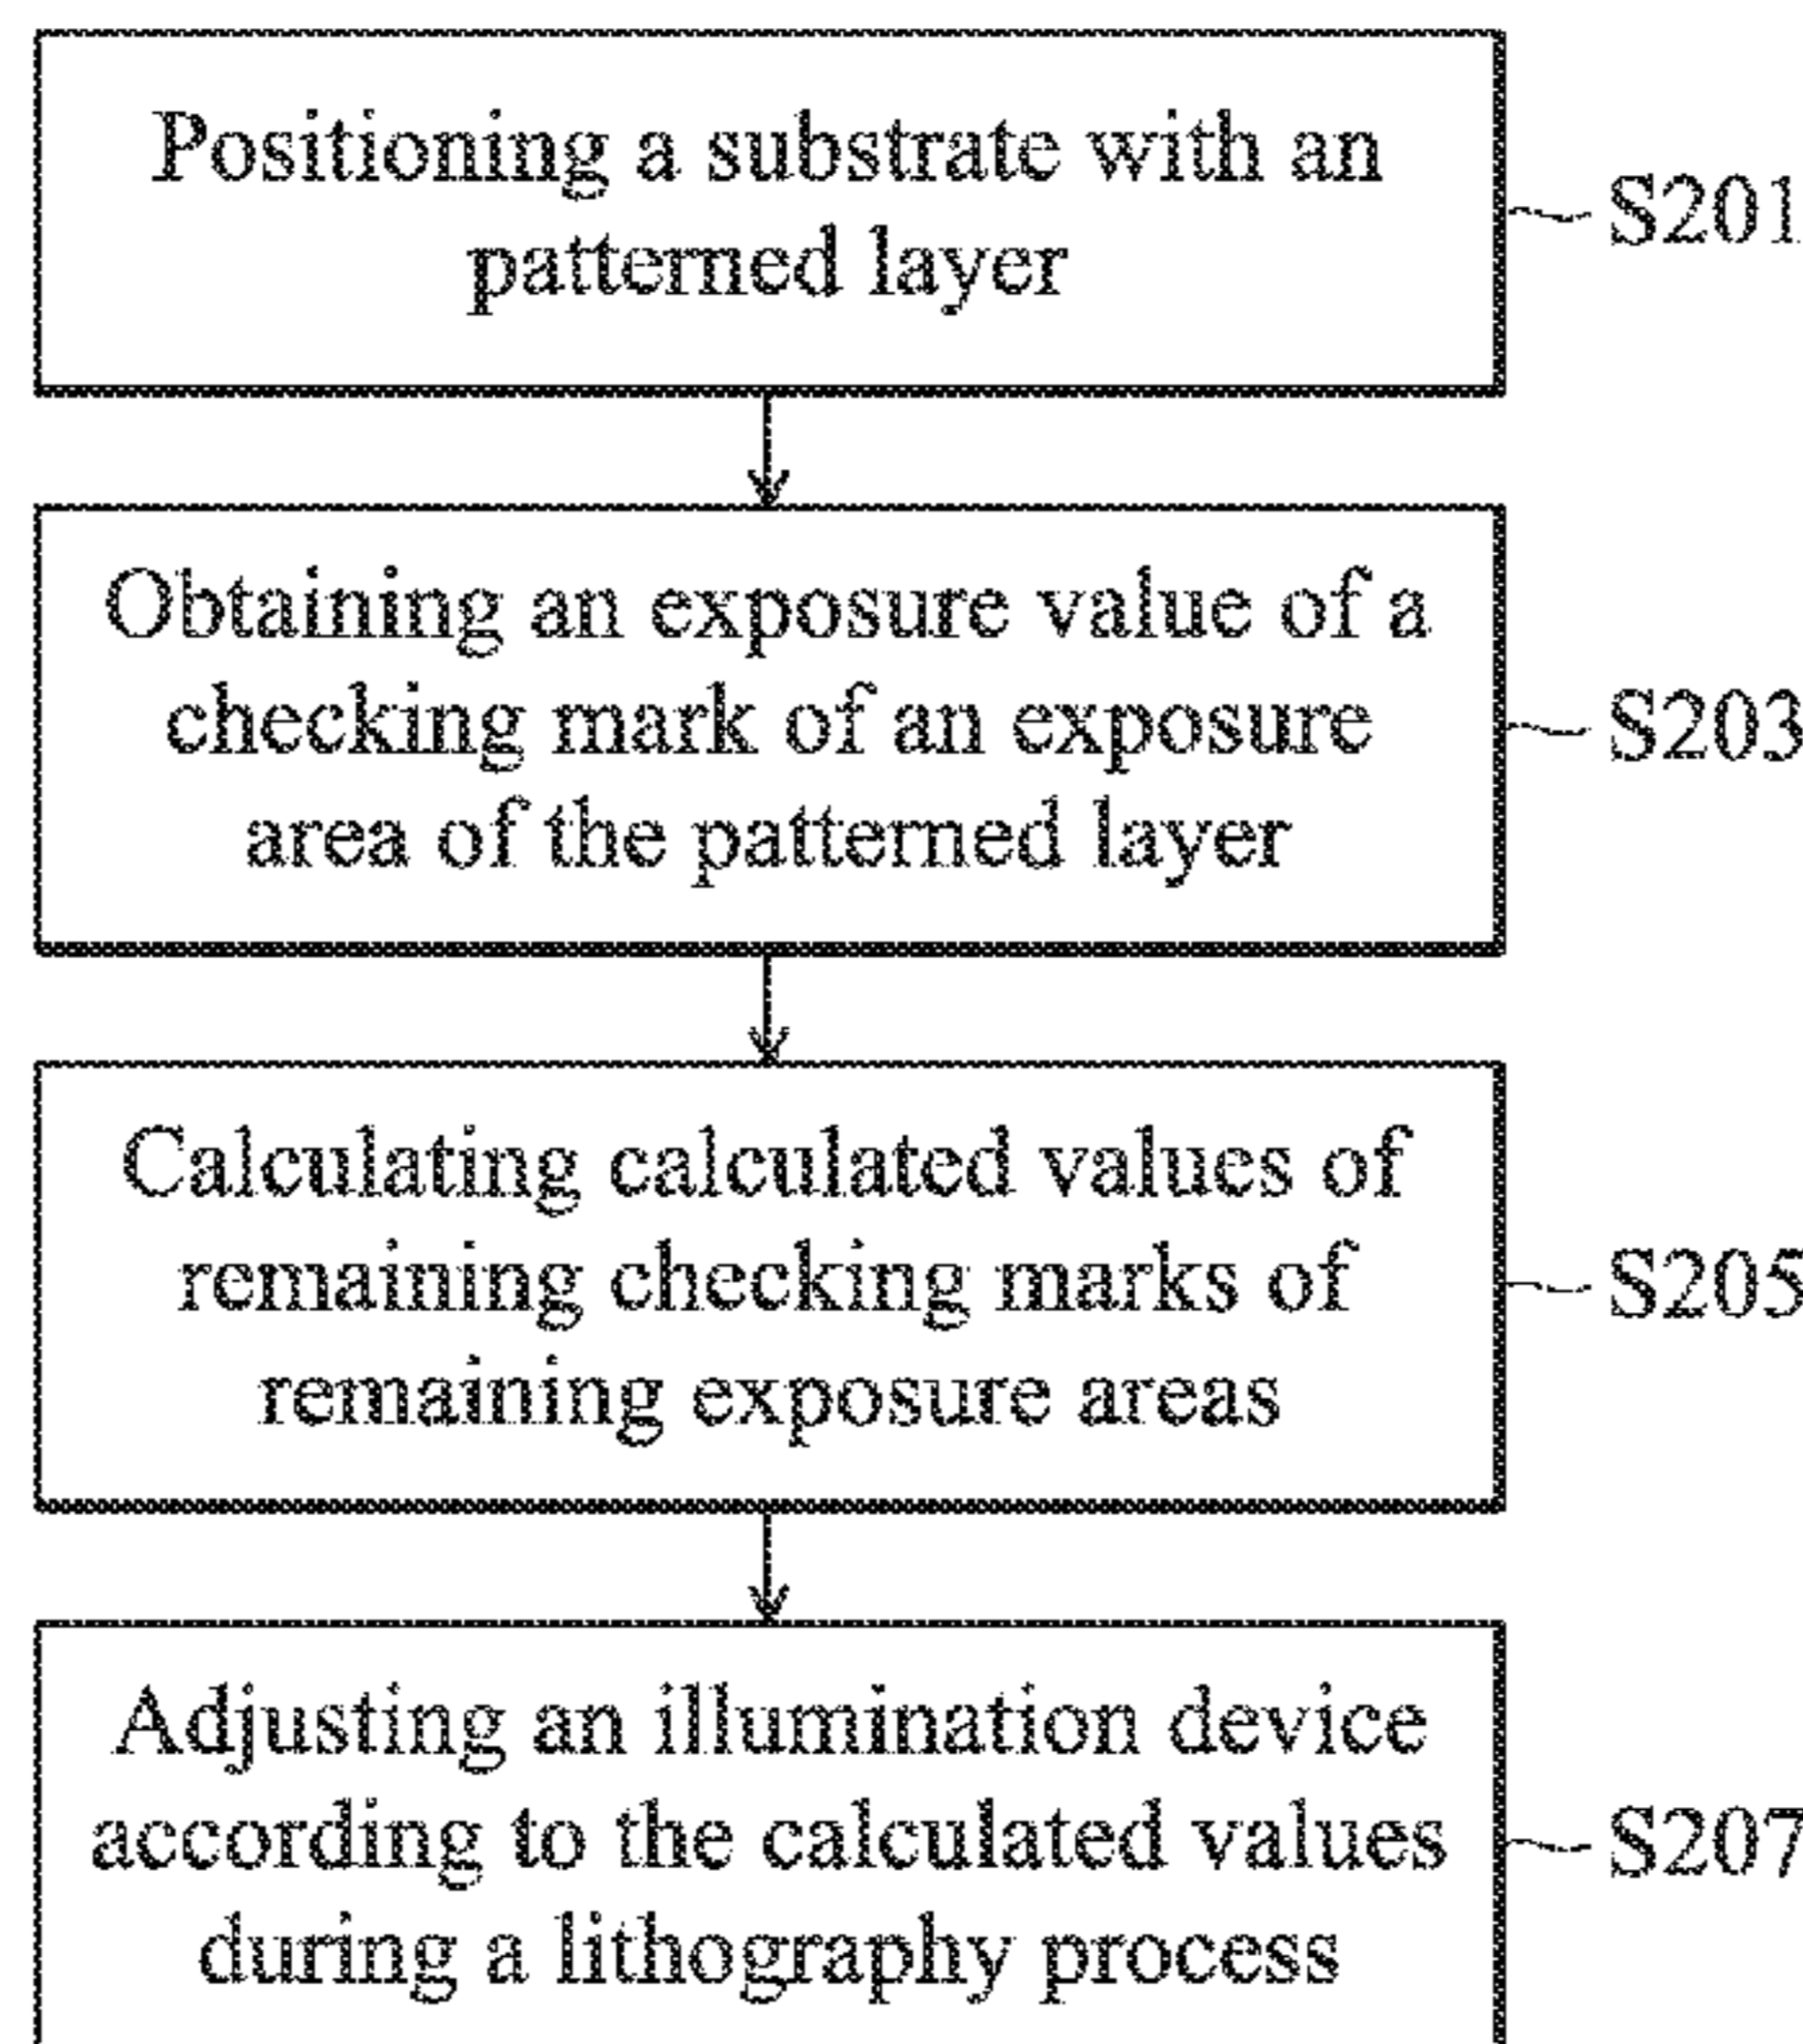 Positioning a substrate with an
patterned layer
S201
Obtaining an exposure value of a
checking mark of an exposure
area of the patterned layer
S203
Calculating calculated values of
remaining checking marks of
remaining exposure areas
S205
Adjusting an illumination device
according to the calculated values
during a lithography process
S207